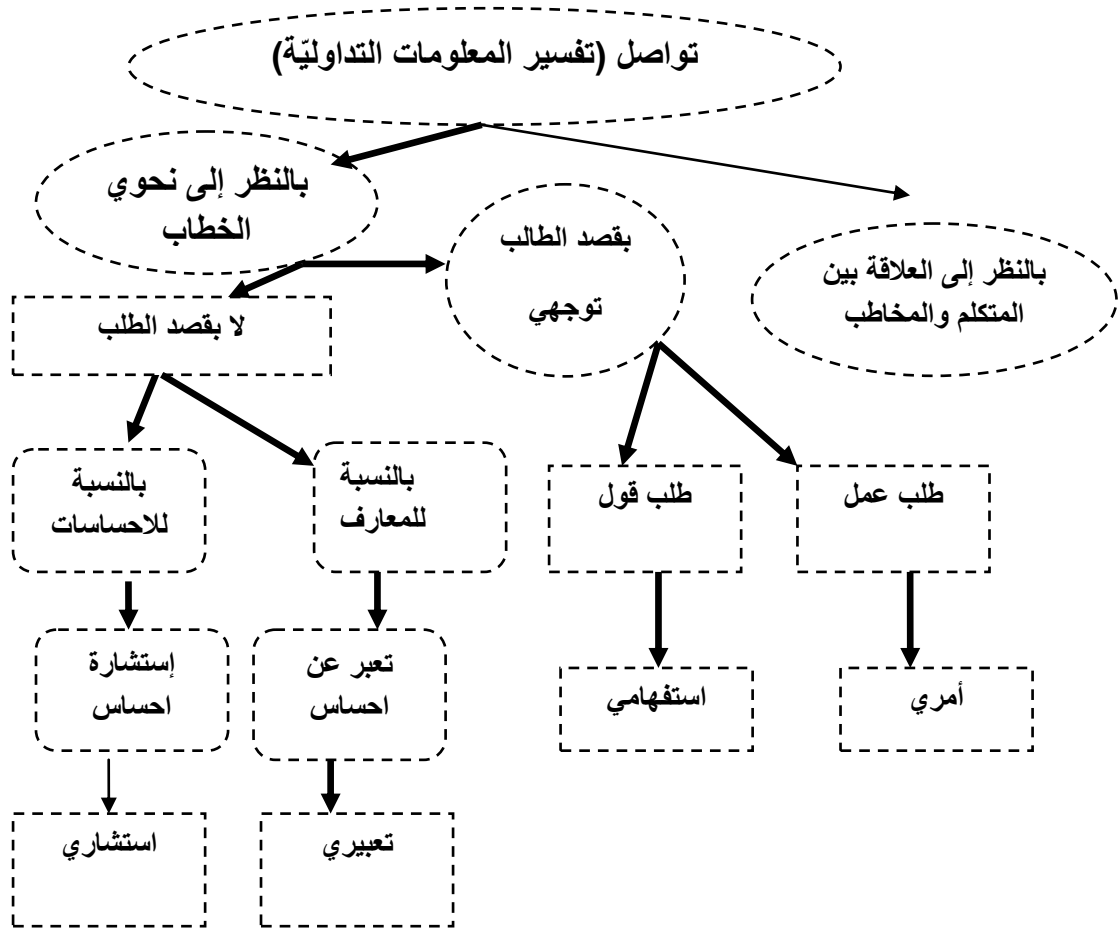 تواصل (تفسير المعلومات التداوليّة)
بالنظر إلى نحوي
الخطاب
بقصد الطالب
توجهي
بالنظر إلى العلاقة بين
المتكلم والمخاطب
لا بقصد الطلب
بالنسبة
للاحساسات
بالنسبة
للمعارف
طلب قول
طلب عمل
إستشارة
احساس
تعبر عن
احساس
استفهامي
أمري
استشاري
تعبيري